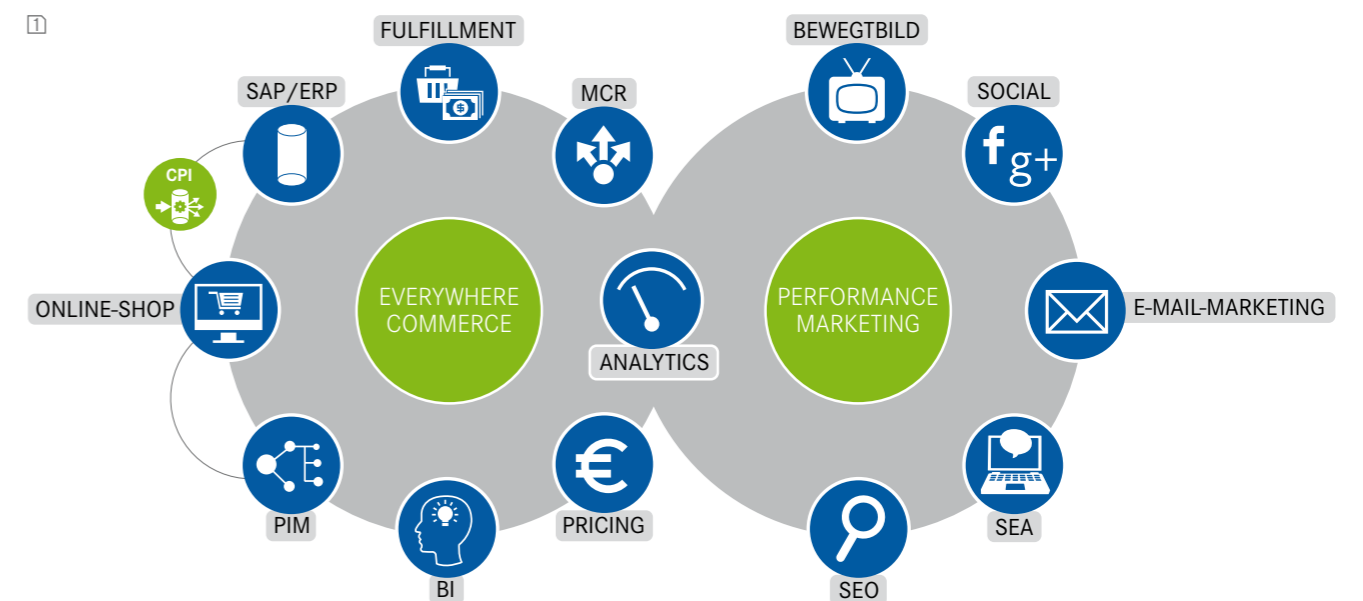 1
FULFILLMENT
BEWEGTBILD
SAP/ERP
MCR
SOCIAL
$
f g+
CPI
EVERYWHERE
COMMERCE
PERFORMANCE
MARKETING
ONLINE-SHOP
E-MAIL-MARKETING
ANALYTICS
€
PIM
PRICING
SEA
BI
SEO